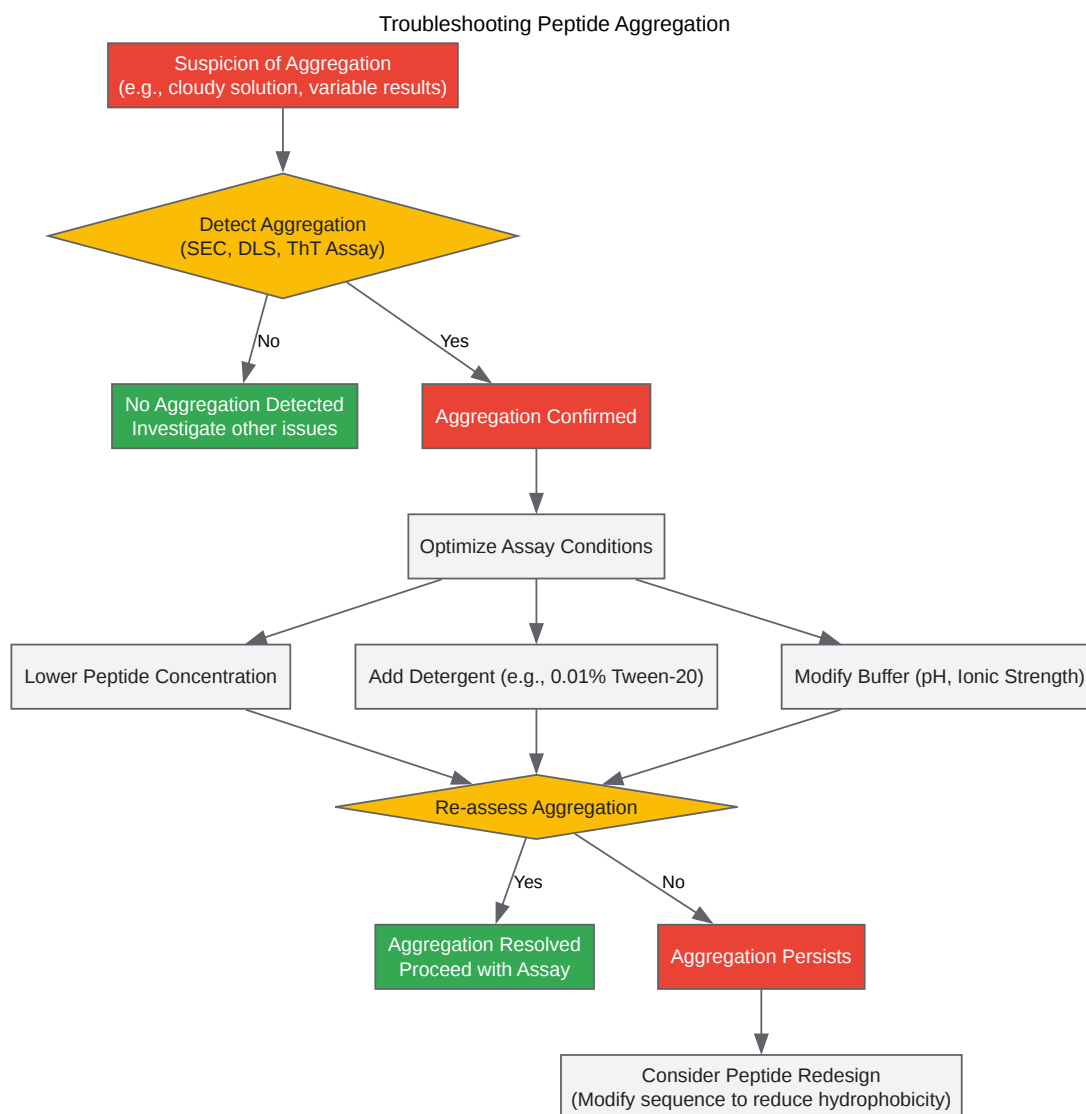 Troubleshooting Peptide Aggregation
Suspicion of Aggregation
(e.g., cloudy solution, variable results)
Detect Aggregation
(SEC, DLS, ThT Assay)
No
Yes
No Aggregation Detected
Investigate other issues
Aggregation Confirmed
Optimize Assay Conditions
Lower Peptide Concentration
Add Detergent (e.g., 0.01% Tween-20)
Modify Buffer (pH, Ionic Strength)
Re-assess Aggregation
Yes
No
Aggregation Resolved
Proceed with Assay
Aggregation Persists
Consider Peptide Redesign
(Modify sequence to reduce hydrophobicity)